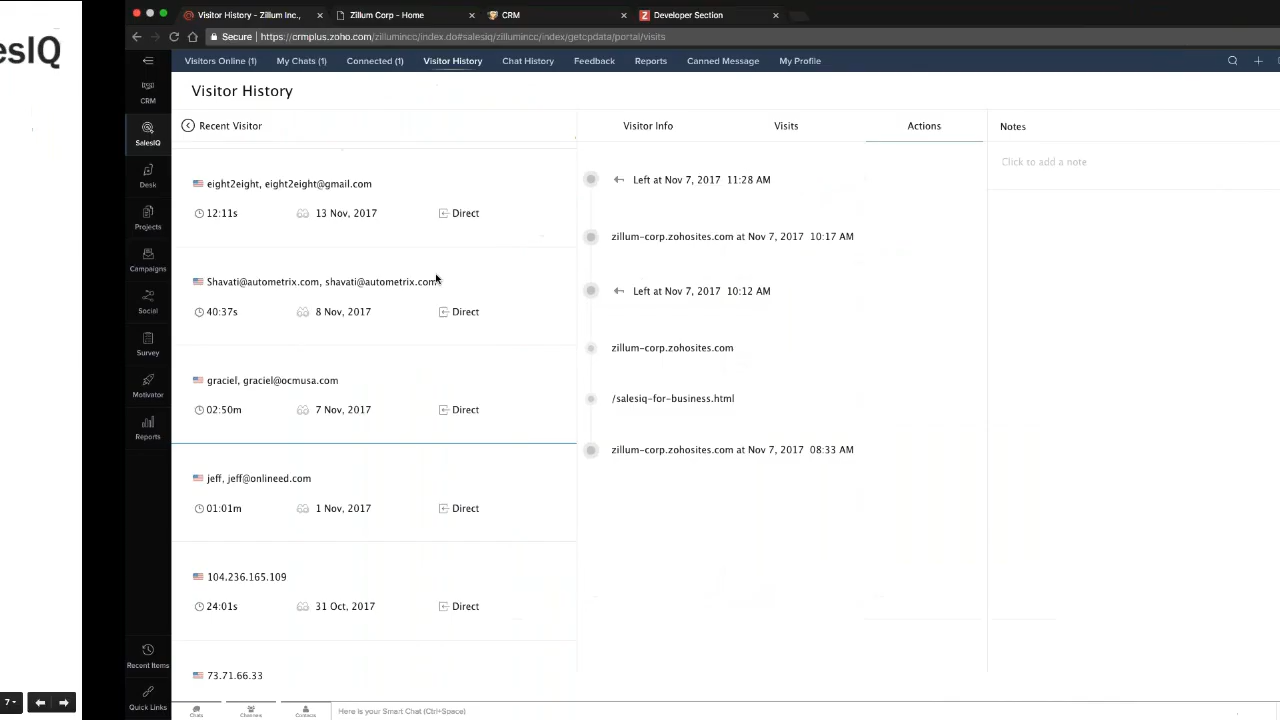 esIQ
7
Visitor History - Zillum Inc.,
Zillum Corp - Home
CRM
Developer Section
Secure | https://crmplus.zoho.com/zillumincc/index.do#salesiq/zillumincc/index/getcpdata/portal/visits
Visitors Online (1) My Chats (1) Connected (1) Visitor History Chat History Feedback Reports Canned Message My Profile
CRM
SalesIQ
Desk
Projects
Campaigns
Social
Survey
Motivator
Reports
Recent Items
Quick Links
Visitor History
Recent Visitor
eight2eight, eight2eight@gmail.com
12:11s 13 Nov, 2017 Direct
Shavati@autometrix.com, shavati@autometrix.com
40:37s 8 Nov, 2017 Direct
graciel, graciel@ocmusa.com
02:50m 7 Nov, 2017 Direct
jeff, jeff@onlineed.com
01:01m 1 Nov, 2017 Direct
104.236.165.109
24:01s 31 Oct, 2017 Direct
73.71.66.33
Visitor Info Visits Actions
Left at Nov 7, 2017 11:28 AM
zillum-corp.zohosites.com at Nov 7, 2017 10:17 AM
Left at Nov 7, 2017 10:12 AM
zillum-corp.zohosites.com
/salesiq-for-business.html
zillum-corp.zohosites.com at Nov 7, 2017 08:33 AM
Notes
Click to add a note
Chats Channels Contacts Here is your Smart Chat (Ctrl+Space)